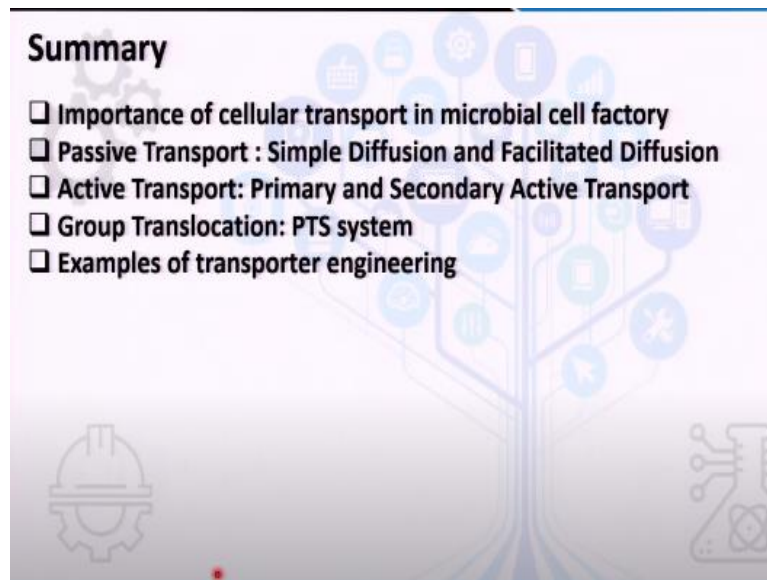 Summary
❑ Importance of cellular transport in microbial cell factory
❑ Passive Transport : Simple Diffusion and Facilitated Diffusion
❑ Active Transport: Primary and Secondary Active Transport
❑ Group Translocation: PTS system
❑ Examples of transporter engineering